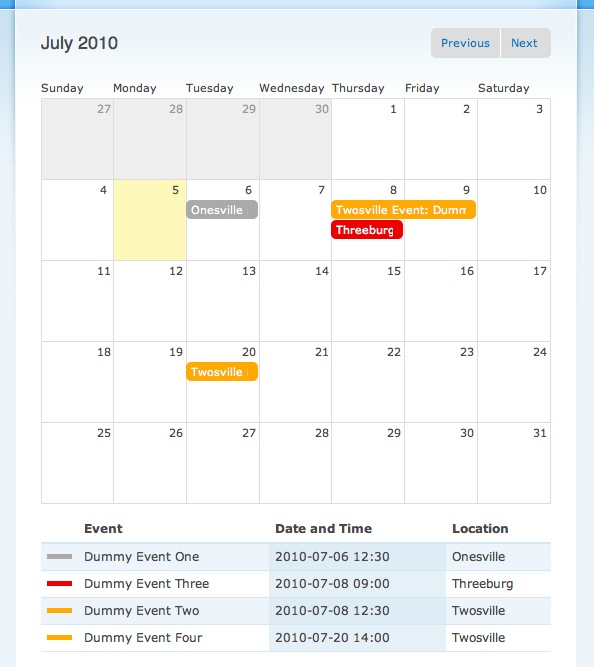 July 2010 Previous Next
Sunday Monday Tuesday Wednesday Thursday Friday Saturday
27 28 29 30 1 2 3
4 5 6 7 8 9 10
Onesville Twosville Event: Dumm
Threeburg
11 12 13 14 15 16 17
18 19 20 21 22 23 24
Twosville
25 26 27 28 29 30 31
Event Date and Time Location
Dummy Event One 2010-07-06 12:30 Onesville
Dummy Event Three 2010-07-08 09:00 Threeburg
Dummy Event Two 2010-07-08 12:30 Twosville
Dummy Event Four 2010-07-20 14:00 Twosville